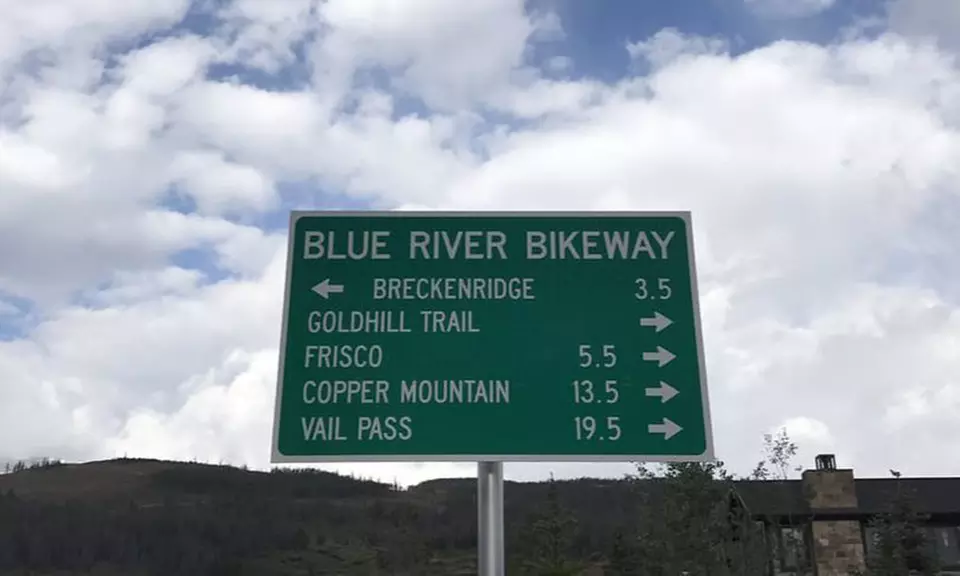 BLUE RIVER BIKEWAY
← BRECKENRIDGE 3.5
GOLDHILL TRAIL →
FRISCO 5.5 →
COPPER MOUNTAIN 13.5 →
VAIL PASS 19.5 →